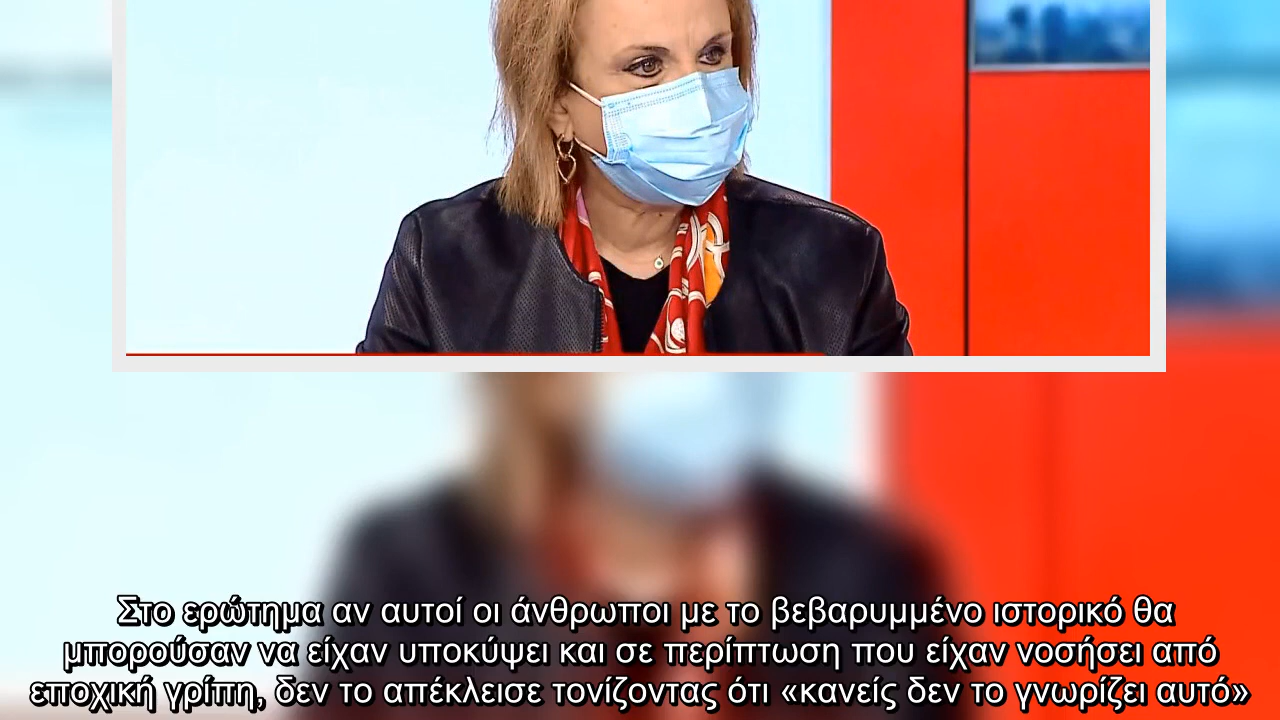 Στο ερώτημα αν αυτοί οι άνθρωποι με το βεβαρυμμένο ιστορικό θα
μπορούσαν να είχαν υποκύψει και σε περίπτωση που είχαν νοσήσει από
εποχική γρίπη, δεν το απέκλεισε τονίζοντας ότι «κανείς δεν το γνωρίζει αυτό»